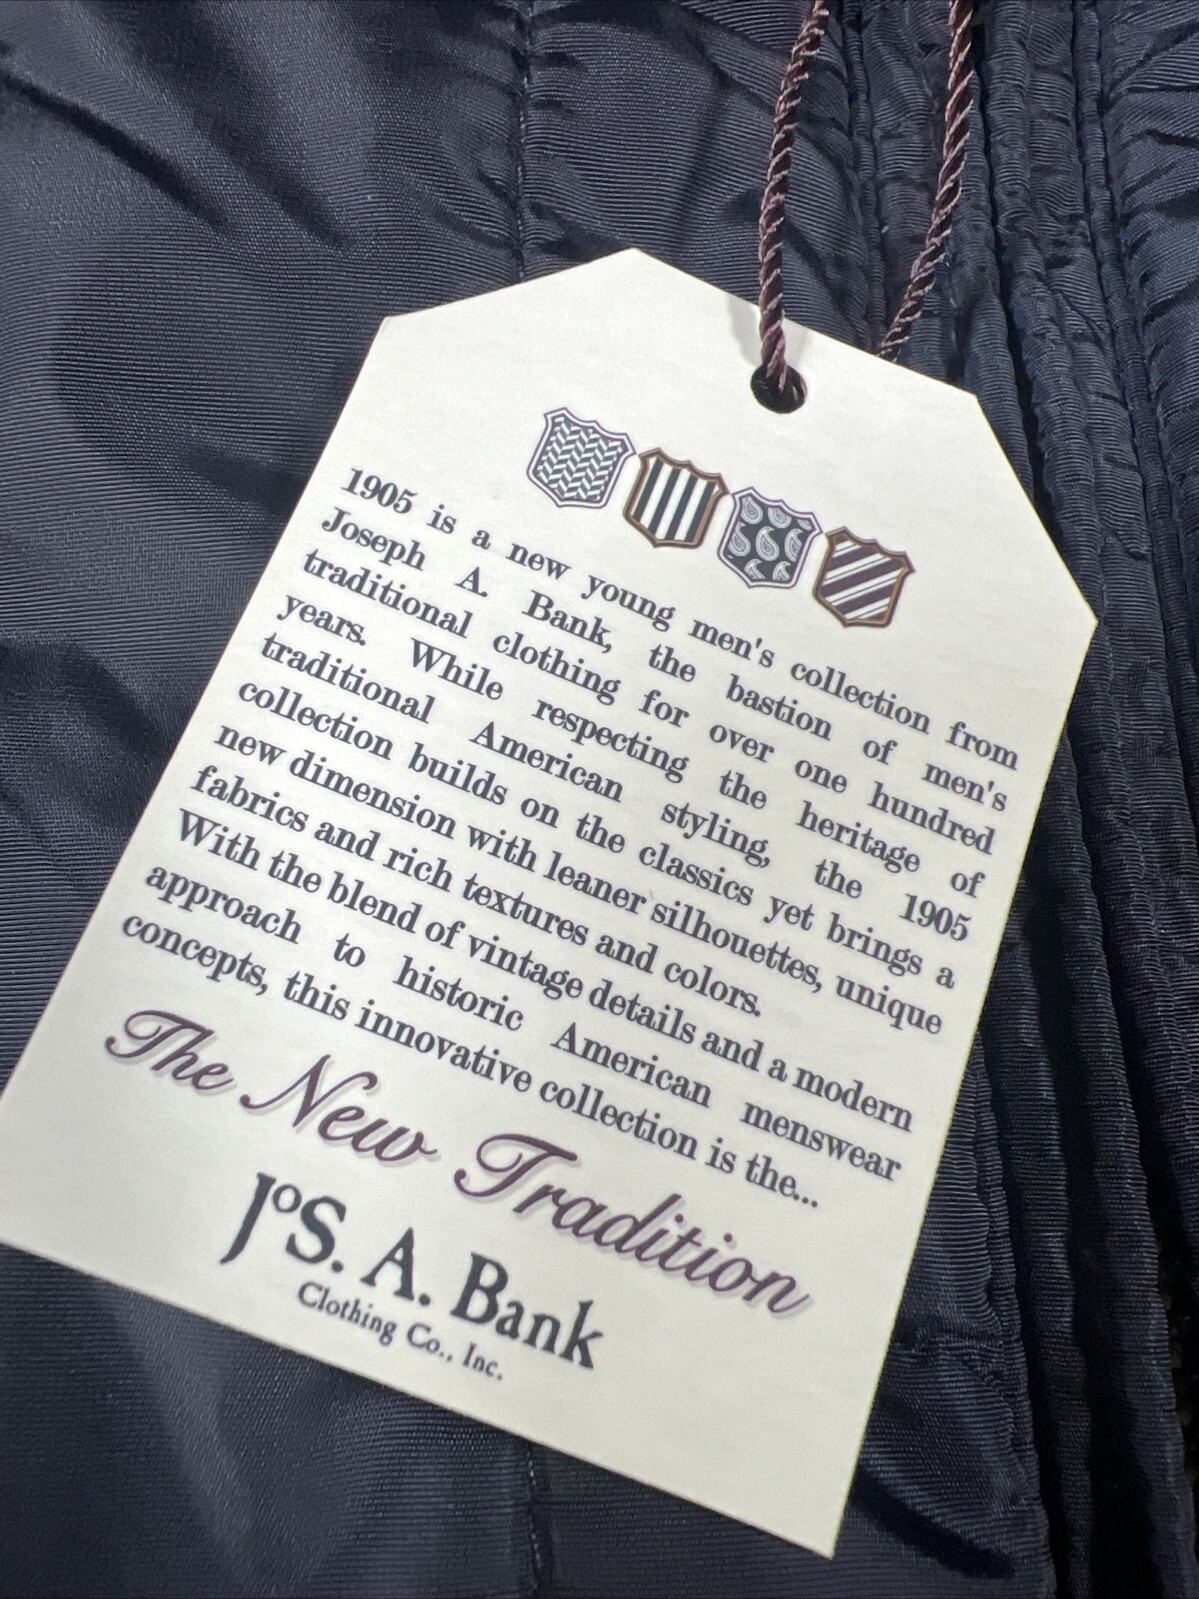 1905 is a new young men's collection from
Joseph A. Bank, the bastion of men's
traditional clothing for over one hundred
years. While respecting the heritage of
traditional American styling, the 1905
collection builds on the classics yet brings a
new dimension with leaner silhouettes, unique
fabrics and rich textures and colors.
With the blend of vintage details and a modern
approach to historic American menswear
concepts, this innovative collection is the...
The New Tradition
JoS. A. Bank
Clothing Co., Inc.